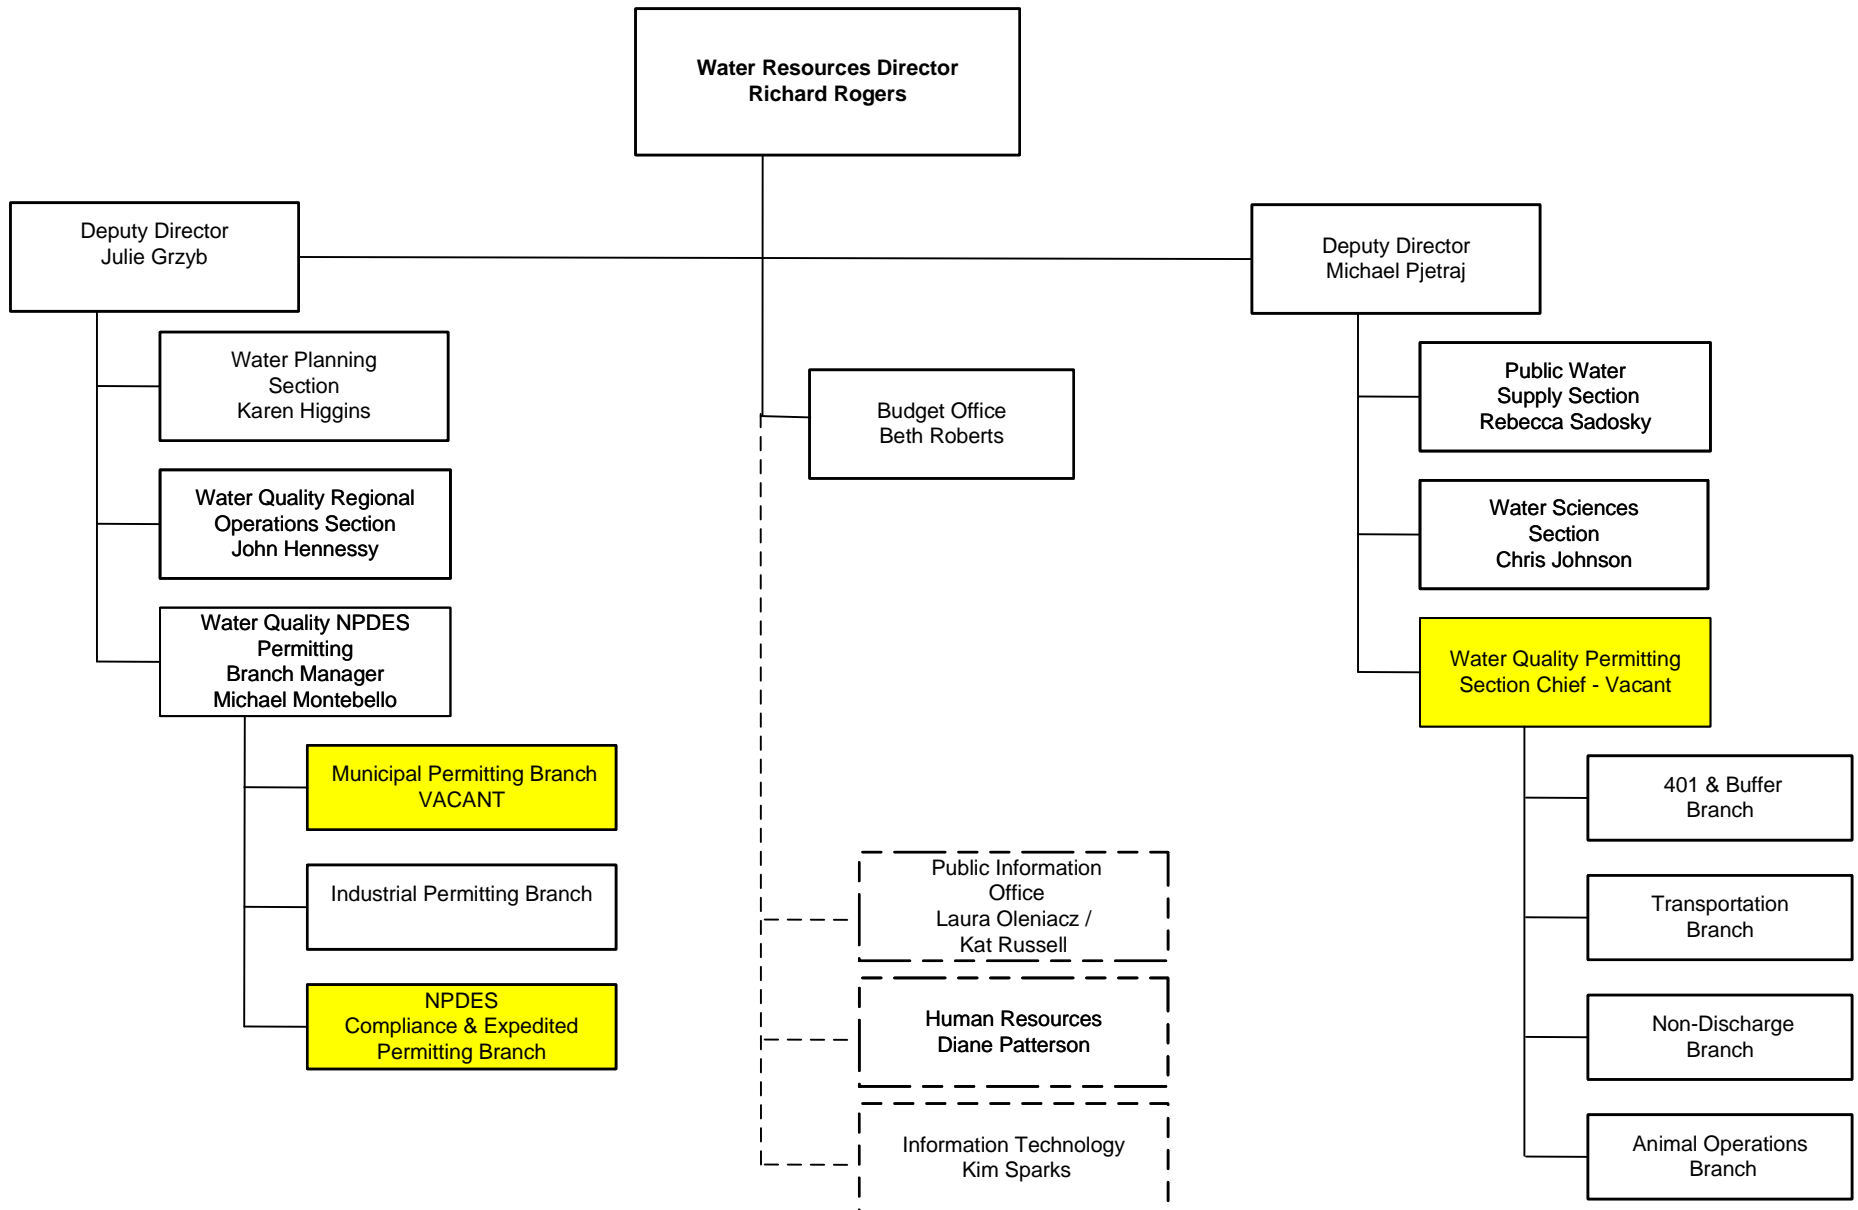 Water Resources Director
Richard Rogers
Deputy Director
Julie Grzyb
Water Planning
Section
Karen Higgins
Water Quality Regional
Operations Section
John Hennessy
Water Quality NPDES
Permitting
Branch Manager
Michael Montebello
Municipal Permitting Branch
VACANT
Industrial Permitting Branch
NPDES
Compliance & Expedited
Permitting Branch
Budget Office
Beth Roberts
Public Information
Office
Laura Oleniacz /
Kat Russell
Human Resources
Diane Patterson
Information Technology
Kim Sparks
Deputy Director
Michael Pjetraj
Public Water
Supply Section
Rebecca Sadosky
Water Sciences
Section
Chris Johnson
Water Quality Permitting
Section Chief - Vacant
401 & Buffer
Branch
Transportation
Branch
Non-Discharge
Branch
Animal Operations
Branch